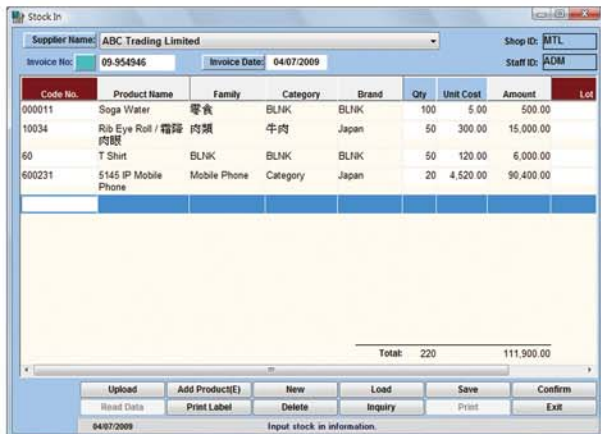 Stock In
Supplier Name: ABC Trading Limited Shop ID: MTL
Invoice No: 09-954946 Invoice Date: 04/07/2009 Staff ID: ADM
Code No. Product Name Family Category Brand Qty Unit Cost Amount Lot
000011 Soga Water 零食 BLNK BLNK 100 5.00 500.00
10034 Rib Eye Roll / 霜降 肉類 牛肉 Japan 50 300.00 15,000.00
肉眼
60 T Shirt BLNK BLNK BLNK 50 120.00 6,000.00
600231 5145 IP Mobile Mobile Phone Category Japan 20 4,520.00 90,400.00
Phone
Total: 220 111,900.00
Upload Add Product(E) New Load Save Confirm
Read Data Print Label Delete Inquiry Print Exit
04/07/2009 Input stock in information.